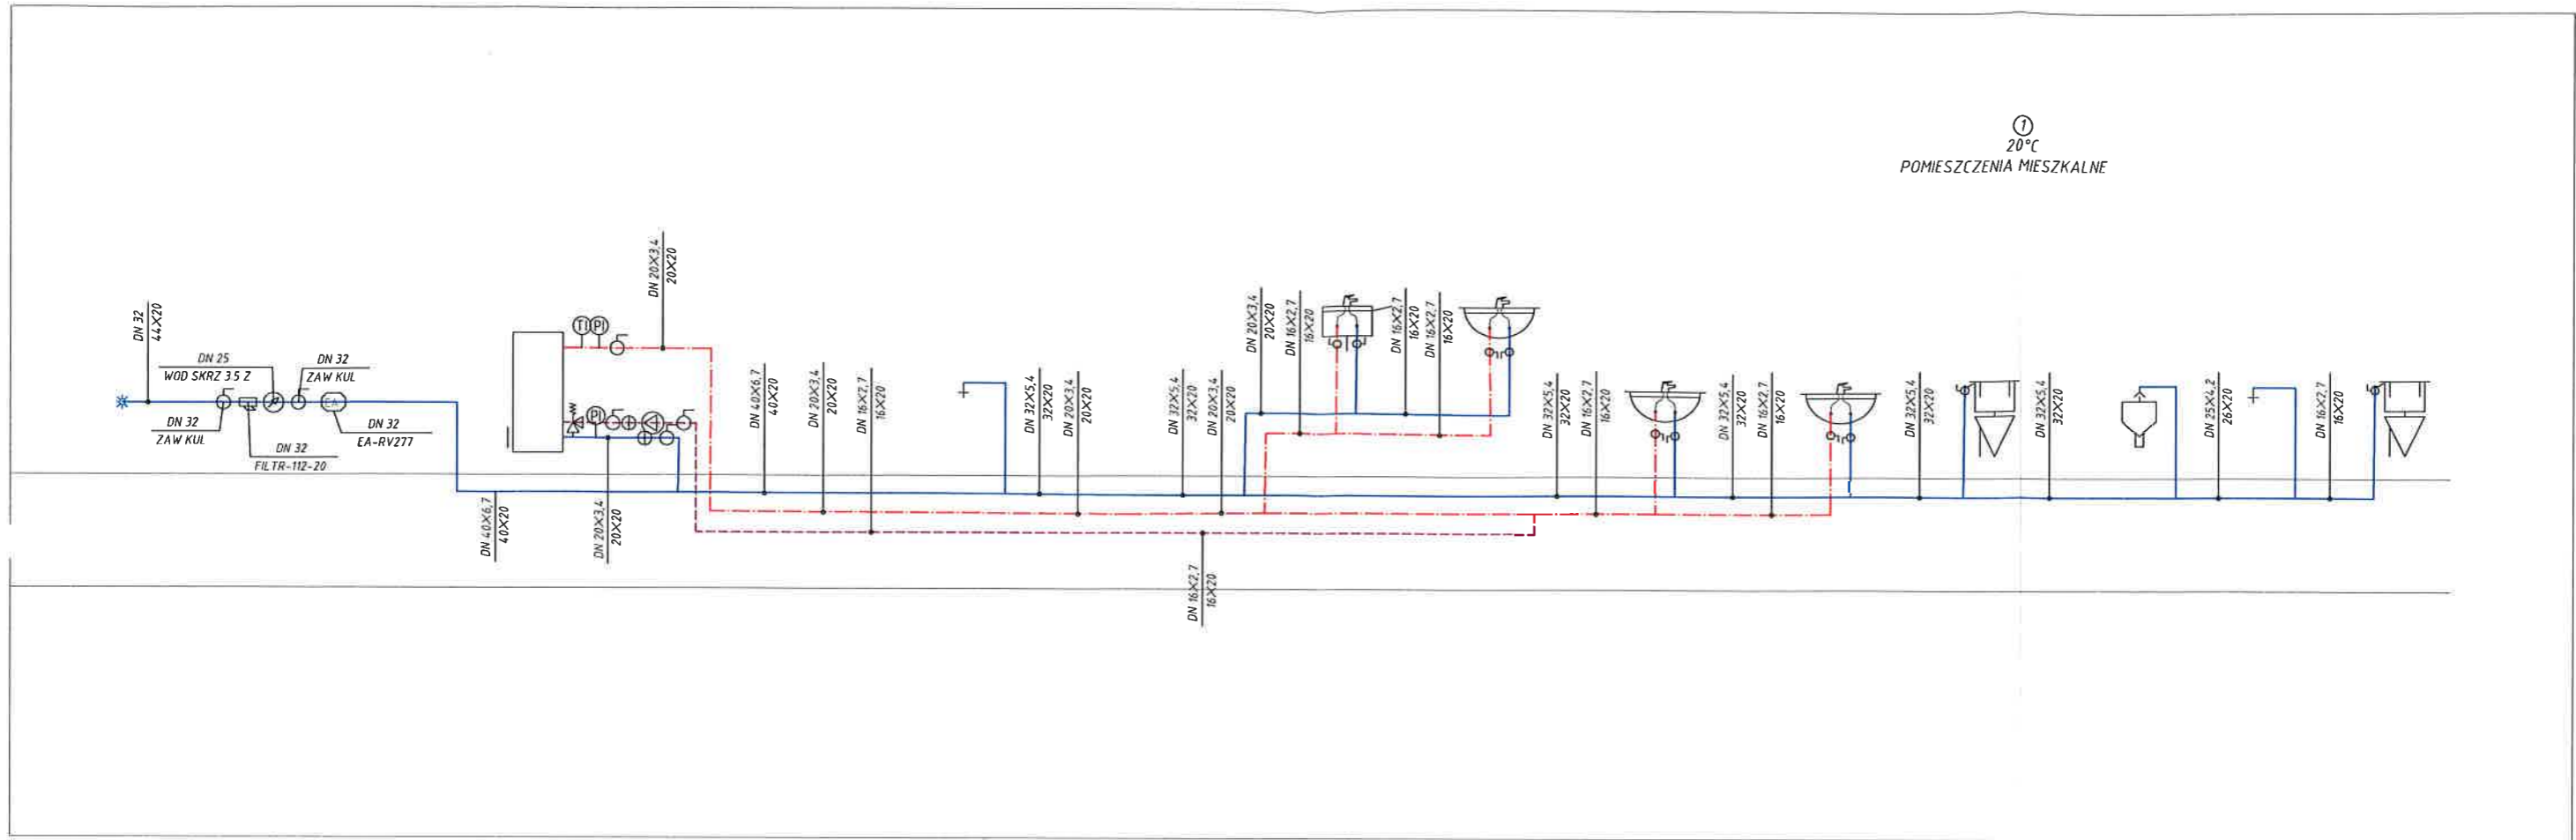 1
20°C
POMIESZCZENIA MIESZKALNE
DN 32
44X20
DN 25
WOD SKRZ 3.5 Z
DN 32
ZAW KUL
DN 32
ZAW KUL
DN 32
FILTR-112-20
EA
DN 32
EA-RV277
TI
PI
PI
DN 20X3,4
20X20
DN 40X6,7
40X20
DN 20X3,4
20X20
DN 40X6,7
40X20
DN 20X3,4
20X20
DN 16X2,7
16X20
DN 32X5,4
32X20
DN 20X3,4
20X20
DN 32X5,4
32X20
DN 20X3,4
20X20
DN 16X2,7
16X20
DN 20X3,4
20X20
DN 16X2,7
16X20
DN 16X2,7
16X20
DN 16X2,7
16X20
DN 32X5,4
32X20
DN 16X2,7
16X20
DN 32X5,4
32X20
DN 16X2,7
16X20
DN 32X5,4
32X20
DN 32X5,4
32X20
DN 25X4,2
26X20
DN 16X2,7
16X20